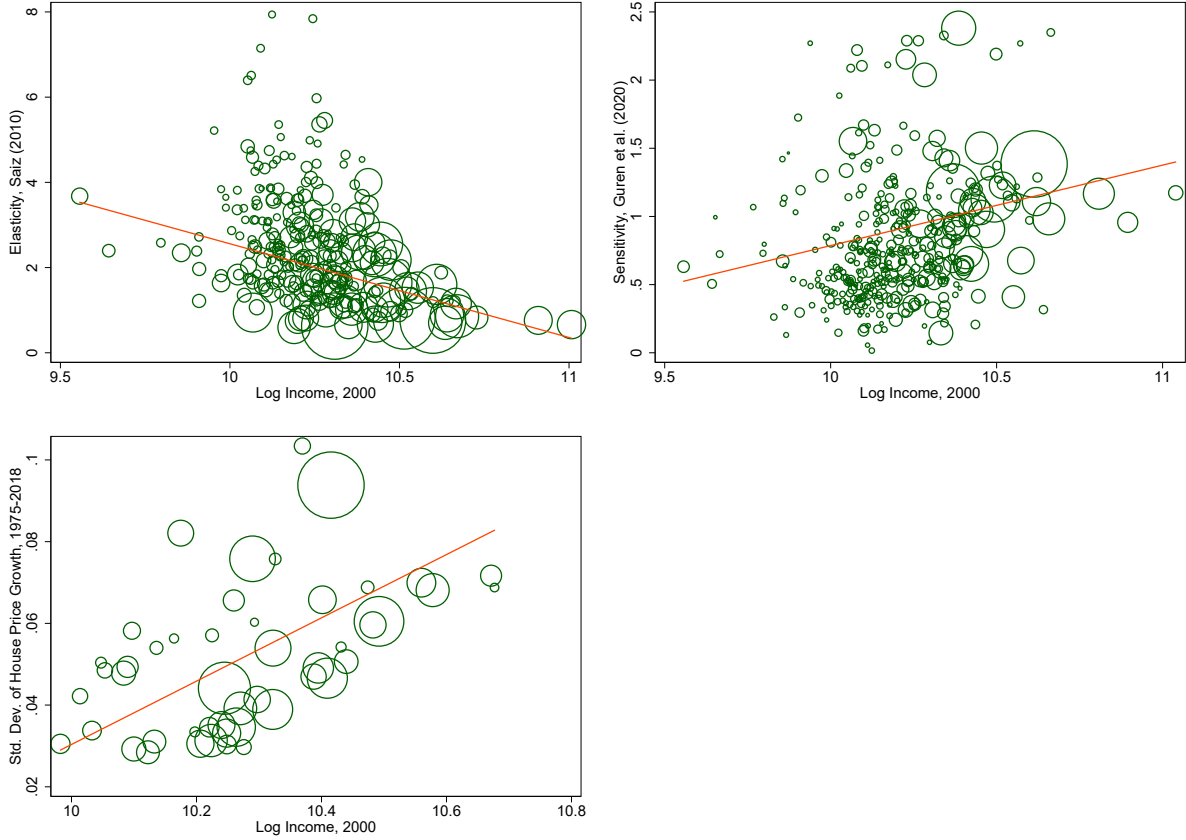 Elasticity, Saiz (2010)
8
6
4
2
0
9.5 10 10.5 11
Log Income, 2000
Sensitivity, Guren et al. (2020)
2.5
2
1.5
1
.5
0
9.5 10 10.5 11
Log Income, 2000
Std. Dev. of House Price Growth, 1975-2018
.1
.08
.06
.04
.02
10 10.2 10.4 10.6 10.8
Log Income, 2000